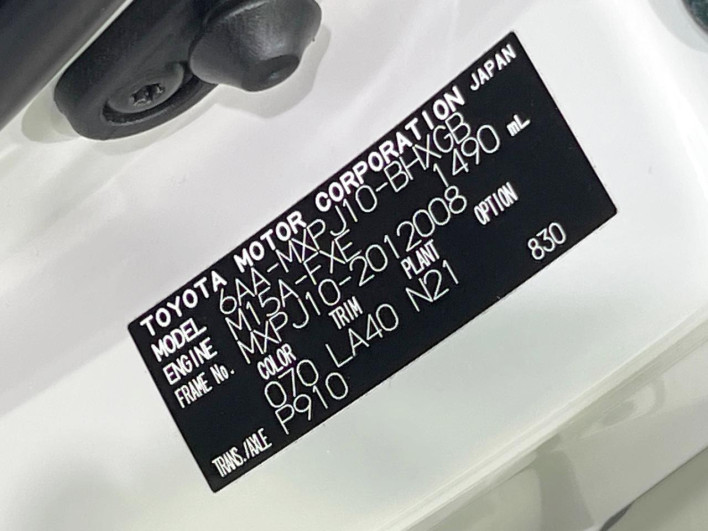 TOYOTA MOTOR CORPORATION JAPAN
MODEL 6AA-MXPJ10-BHXGB
ENGINE M15A-FXE 1490 mL
FRAME No. MXPJ10-2012008
COLOR TRIM PLANT OPTION
070 LA40 N21
TRANS./AXLE P910 830